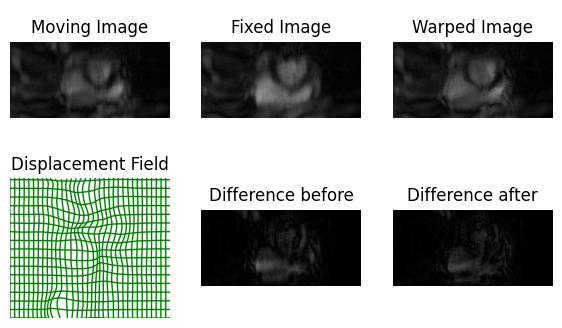 Moving Image
Fixed Image
Warped Image
Displacement Field
Difference before
Difference after